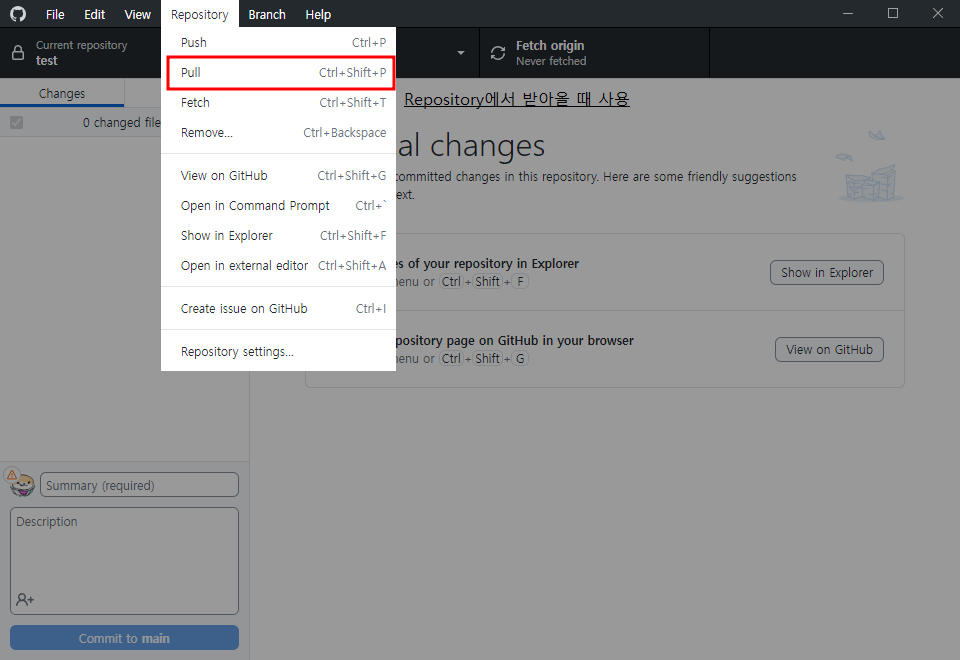 File Edit View Repository Branch Help
Current repository
test
Fetch origin
Never fetched
Push Ctrl+P
Pull Ctrl+Shift+P
Fetch Ctrl+Shift+T
Remove... Ctrl+Backspace
View on GitHub Ctrl+Shift+G
Open in Command Prompt Ctrl+`
Show in Explorer Ctrl+Shift+F
Open in external editor Ctrl+Shift+A
Create issue on GitHub Ctrl+I
Repository settings...
Changes
0 changed file
Repository에서 받아올 때 사용
al changes
committed changes in this repository. Here are some friendly suggestions
ext.
es of your repository in Explorer
menu or Ctrl + Shift + F
Show in Explorer
pository page on GitHub in your browser
menu or Ctrl + Shift + G
View on GitHub
Summary (required)
Description
Commit to main